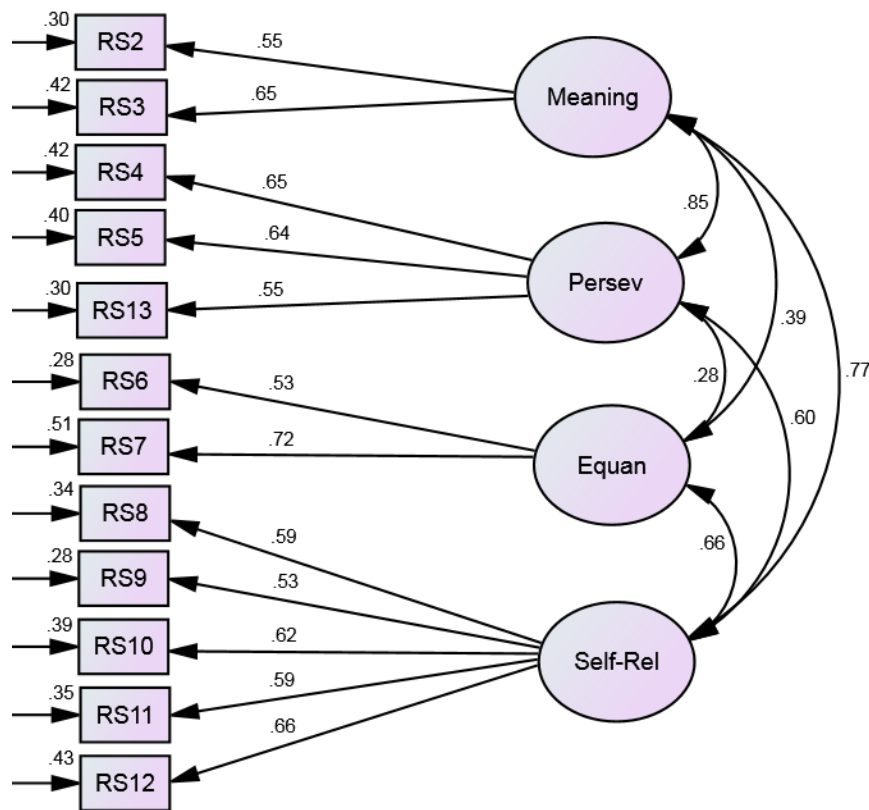 .30
RS2
.55
Meaning
.42
RS3
.65
.42
RS4
.65
.85
.40
RS5
.64
Persev
.30
RS13
.55
.39
.28
RS6
.53
.28
.77
.51
RS7
.72
Equan
.60
.34
RS8
.59
.66
.28
RS9
.53
.39
RS10
.62
Self-Rel
.35
RS11
.59
.66
.43
RS12